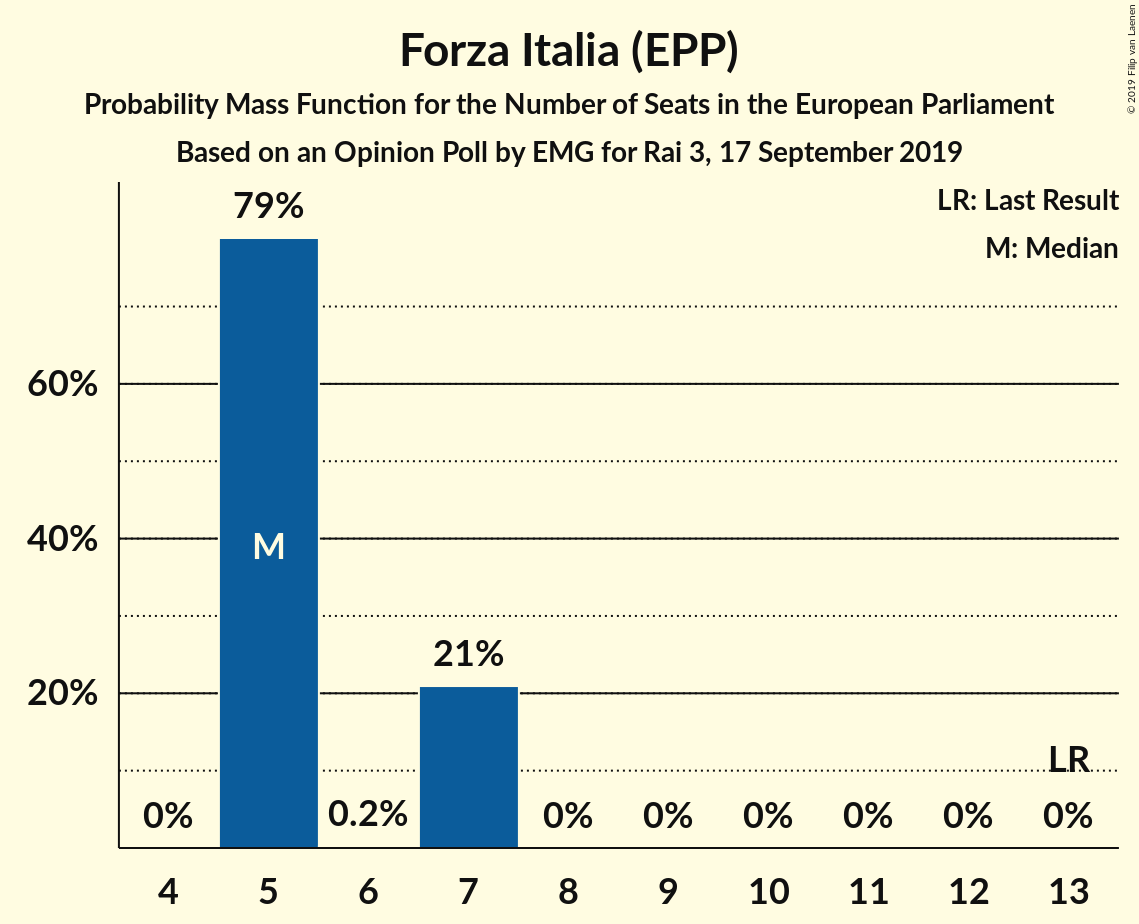 Forza Italia (EPP)
Probability Mass Function for the Number of Seats in the European Parliament
Based on an Opinion Poll by EMG for Rai 3, 17 September 2019
© 2019 Filip van Laenen
LR: Last Result
M: Median
79%
60%
40%
M
21%
20%
LR
0%
0.2%
0%
0%
0%
0%
0%
0%
4
5
6
7
8
9
10
11
12
13